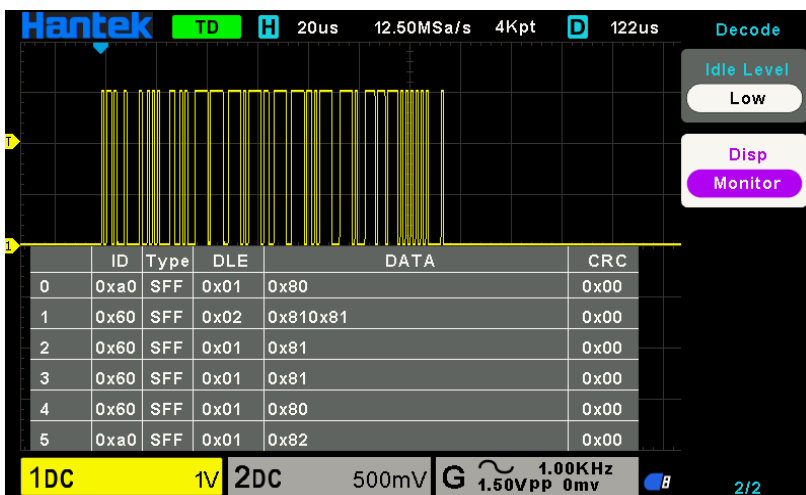 Hantek TD H 20us 12.50MSa/s 4Kpt D 122us Decode
Idle Level
Low
Disp
Monitor
T
1
ID Type DLE DATA CRC
0 0xa0 SFF 0x01 0x80 0x00
1 0x60 SFF 0x02 0x810x81 0x00
2 0x60 SFF 0x01 0x81 0x00
3 0x60 SFF 0x01 0x81 0x00
4 0x60 SFF 0x01 0x80 0x00
5 0xa0 SFF 0x01 0x82 0x00
1DC 1V 2DC 500mV G 1.00KHz
1.50Vpp 0mv
2/2